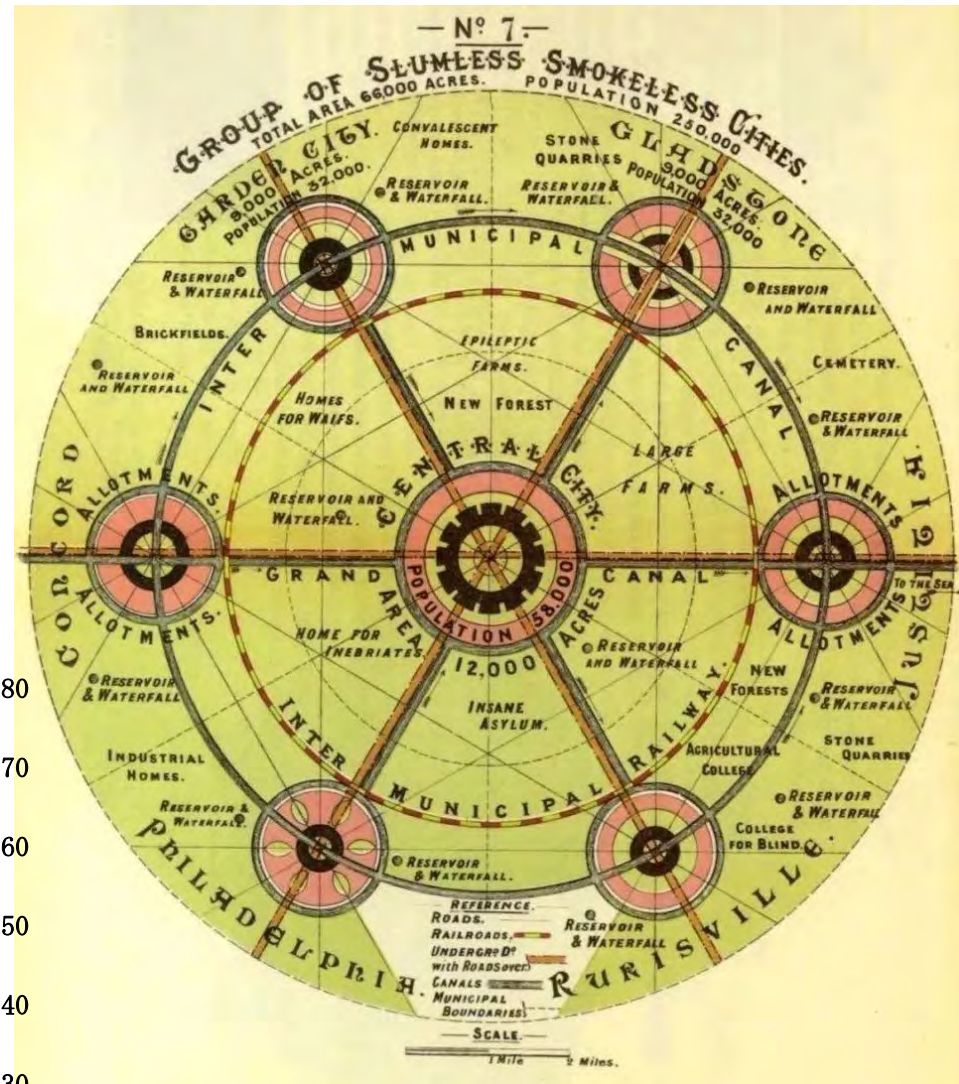 — Nº 7. —
GROUP OF SLUMLESS SMOKELESS CITIES.
TOTAL AREA 66,000 ACRES. POPULATION 250,000
GARDEN CITY.
9,000 ACRES.
POPULATION 32,000.
CONVALESCENT
HOMES.
STONE
QUARRIES
GLADSTONE
9,000 ACRES.
POPULATION
32,000
RESERVOIR
& WATERFALL.
RESERVOIR &
WATERFALL.
INTER MUNICIPAL CANAL
RESERVOIR
& WATERFALL
RESERVOIR
AND WATERFALL
BRICKFIELDS.
EPILEPTIC
FARMS.
CEMETERY.
RESERVOIR
AND WATERFALL
HOMES
FOR WAIFS.
NEW FOREST
RESERVOIR
& WATERFALL
LARGE
FARMS.
CENTRAL CITY.
CONCORD
ALLOTMENTS.
ALLOTMENTS
RESERVOIR AND
WATERFALL.
GRAND CANAL
POPULATION 58,000
AREA 12,000 ACRES
TO THE SEA
ALLOTMENTS.
ALLOTMENTS
HOME FOR
INEBRIATES.
RESERVOIR
AND WATERFALL
INSANE
ASYLUM.
NEW
FORESTS
RESERVOIR
& WATERFALL
RESERVOIR
& WATERFALL
80
INTER MUNICIPAL RAILWAY.
INDUSTRIAL
HOMES.
AGRICULTURAL
COLLEGE
STONE
QUARRIES
70
RESERVOIR &
WATERFALL.
RESERVOIR
& WATERFALL
COLLEGE
FOR BLIND.
60
RESERVOIR
& WATERFALL.
PHILADELPHIA.
RURISVILLE.
REFERENCE.
ROADS.
RAILROADS.
UNDERGRD Dº
with ROADS over
CANALS
MUNICIPAL
BOUNDARIES
RESERVOIR
& WATERFALL
50
40
— SCALE. —
1 Mile 2 Miles.
30